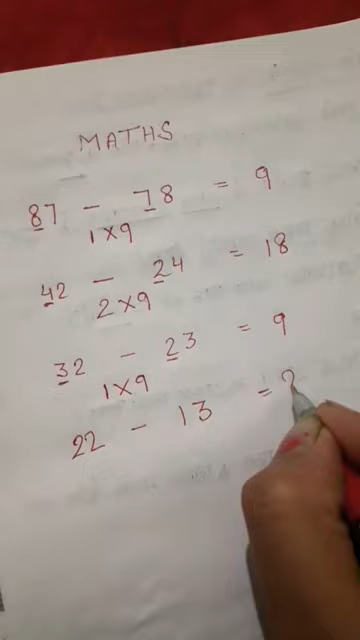 MATHS
87 - 78 = 9
1×9
42 - 24 = 18
2×9
32 - 23 = 9
1×9
22 - 13 = ?